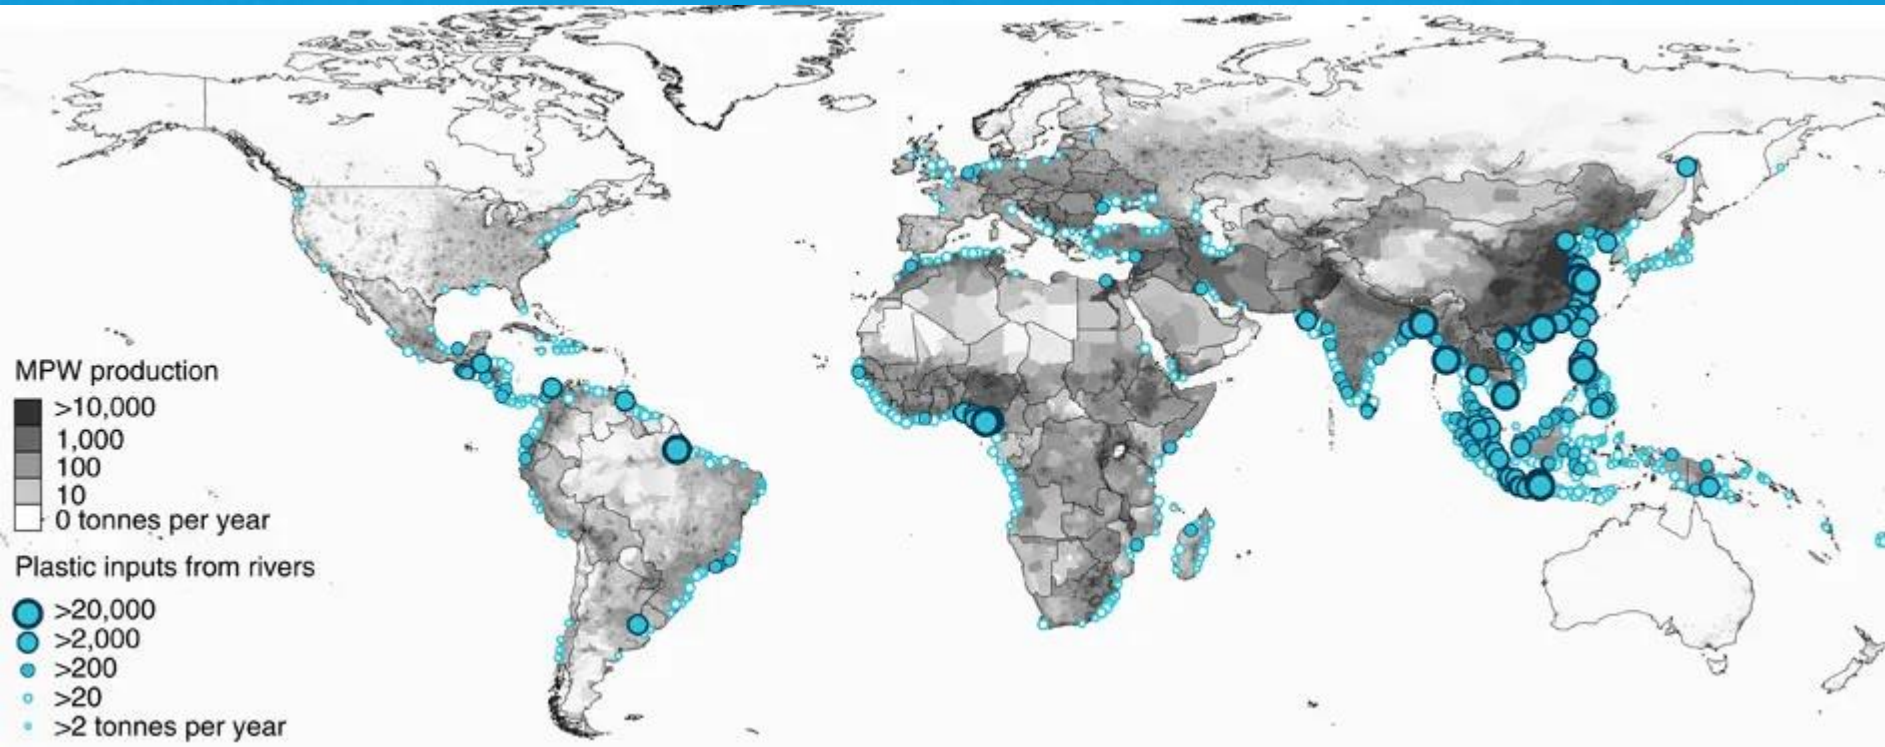 MPW production
>10,000
1,000
100
10
0 tonnes per year
Plastic inputs from rivers
>20,000
>2,000
>200
>20
>2 tonnes per year